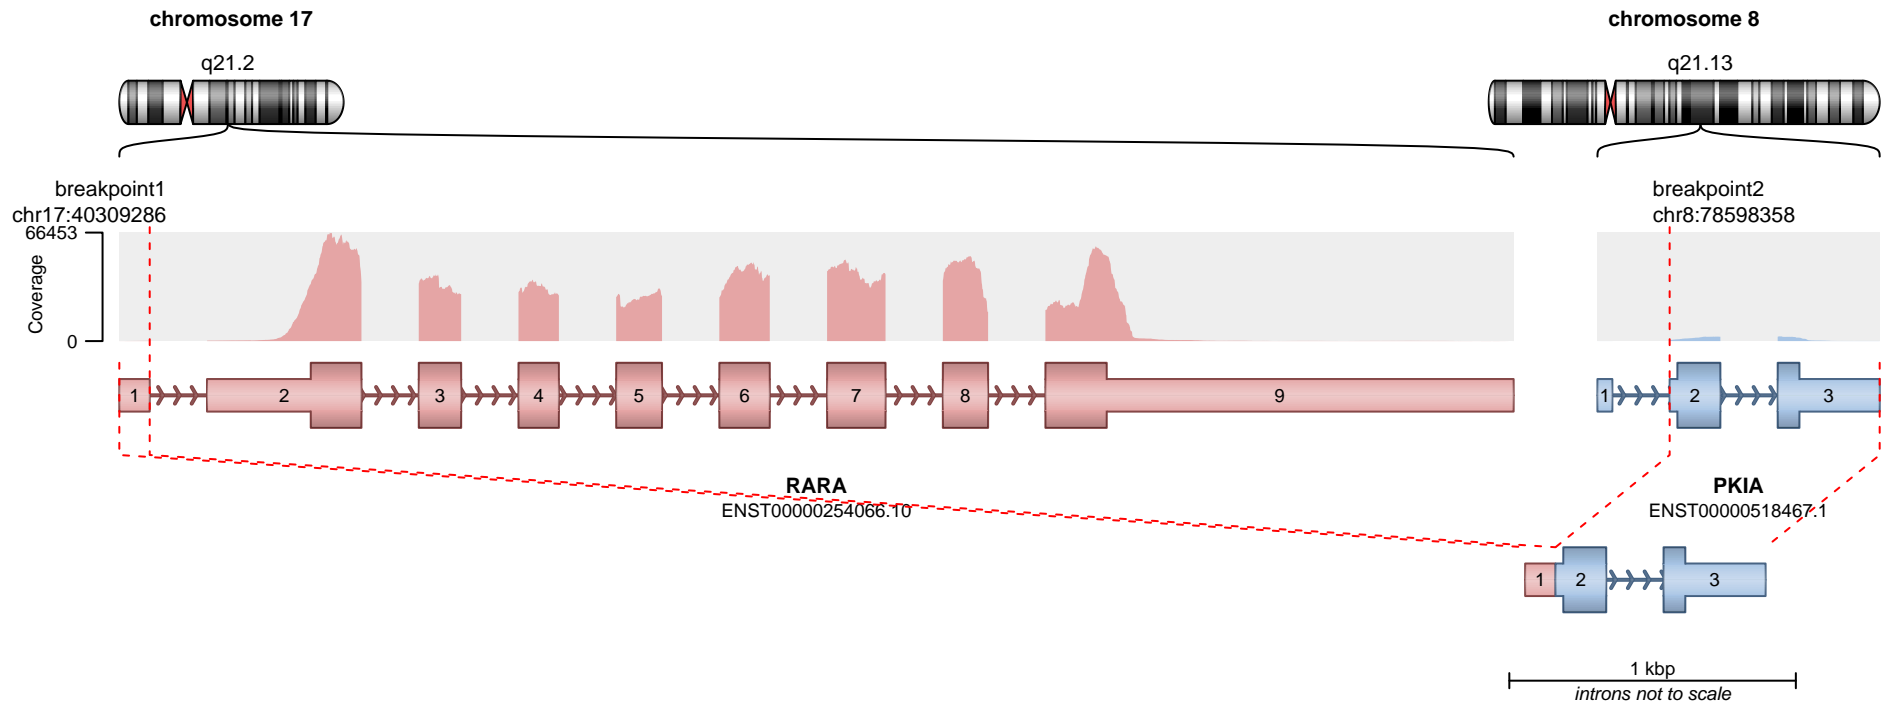 chromosome 17
chromosome 8
q21.2
q21.13
breakpoint1
chr17:40309286
breakpoint2
chr8:78598358
66453
Coverage
0
1 2 3 4 5 6 7 8 9
1 2 3
RARA
ENST00000254066.10
PKIA
ENST00000518467.1
1 2 3
1 kbp
introns not to scale